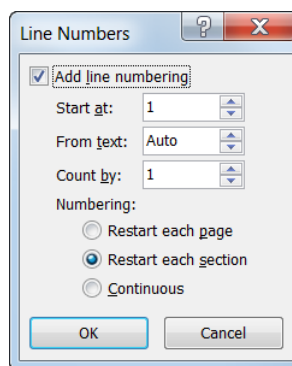 Line Numbers
Add line numbering
Start at: 1
From text: Auto
Count by: 1
Numbering:
Restart each page
Restart each section
Continuous
OK Cancel